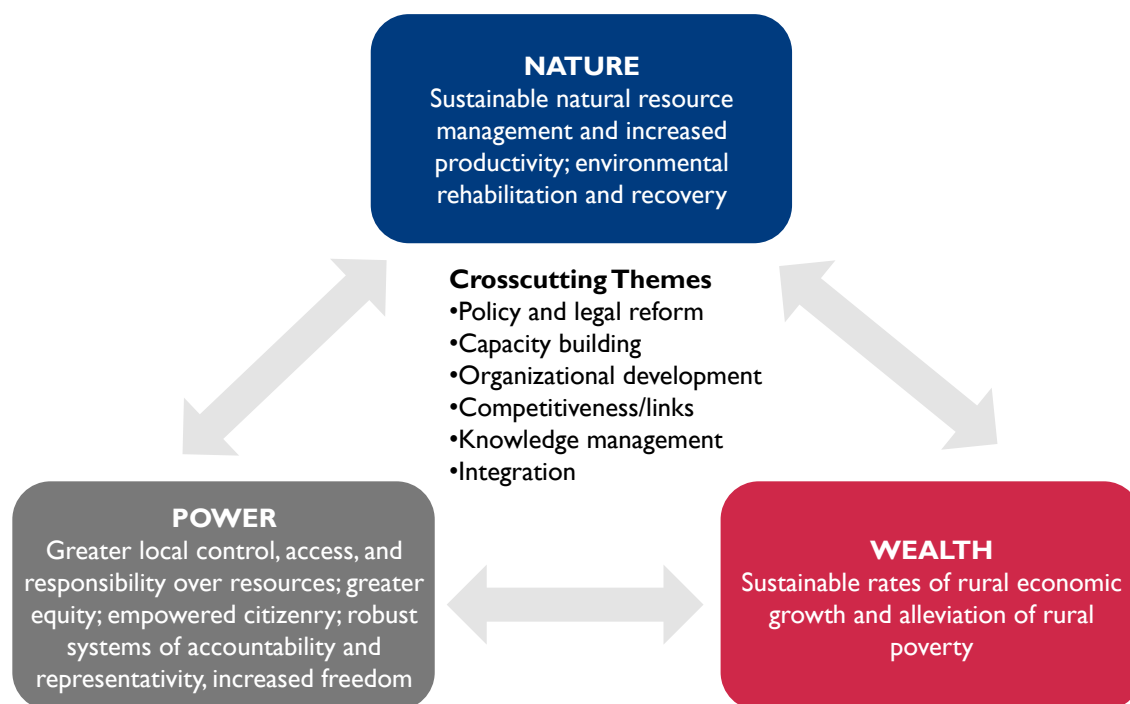 NATURE
Sustainable natural resource
management and increased
productivity; environmental
rehabilitation and recovery
Crosscutting Themes
•Policy and legal reform
•Capacity building
•Organizational development
•Competitiveness/links
•Knowledge management
•Integration
POWER
Greater local control, access, and
responsibility over resources; greater
equity; empowered citizenry; robust
systems of accountability and
representativity, increased freedom
WEALTH
Sustainable rates of rural economic
growth and alleviation of rural
poverty